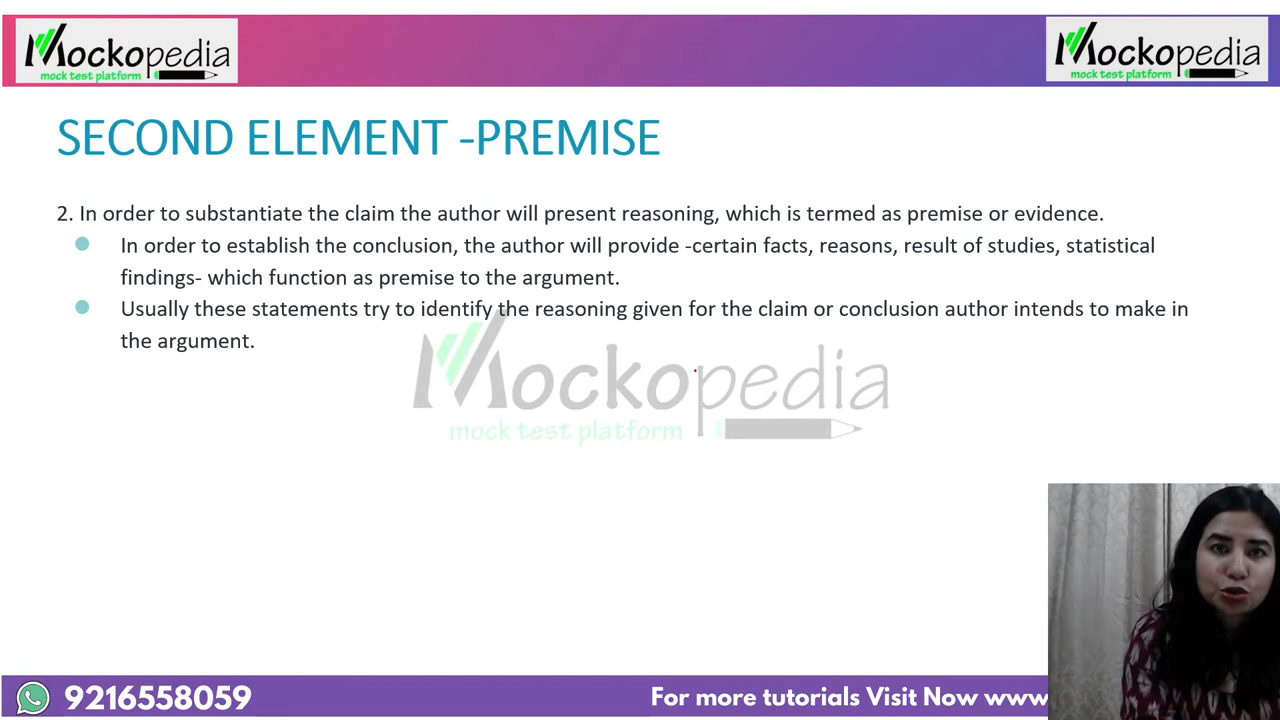 Mockopedia
mock test platform
Mockopedia
mock test platform
SECOND ELEMENT -PREMISE
2. In order to substantiate the claim the author will present reasoning, which is termed as premise or evidence.
In order to establish the conclusion, the author will provide -certain facts, reasons, result of studies, statistical
findings- which function as premise to the argument.
Usually these statements try to identify the reasoning given for the claim or conclusion author intends to make in
the argument.
Mockopedia
mock test platform
9216558059
For more tutorials Visit Now www